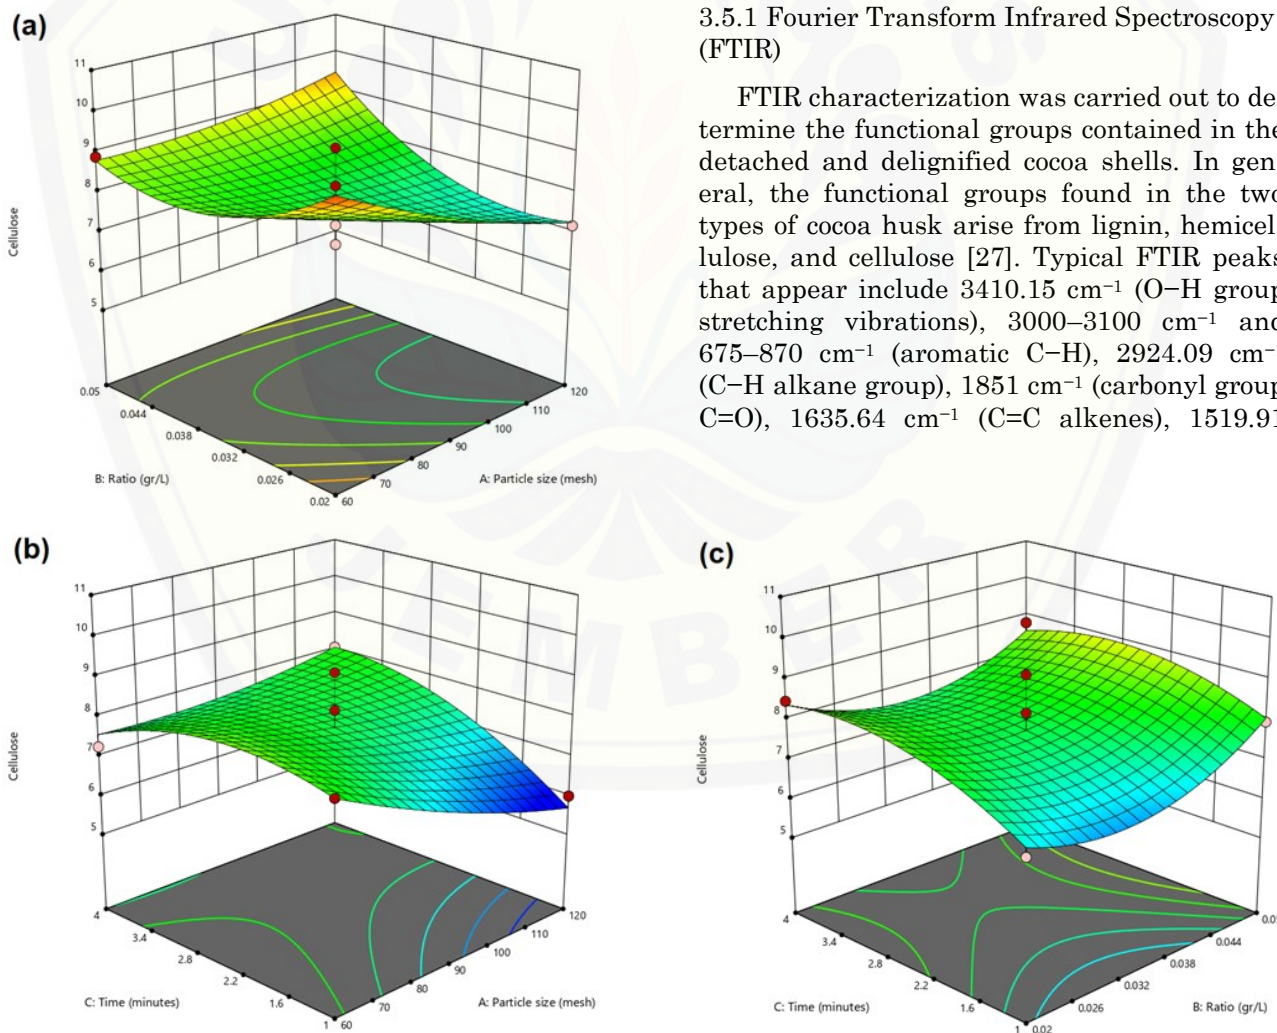 (a)
11
10
9
8
7
6
5
Cellulose
0.05
0.044
0.038
0.032
0.026
0.02
B: Ratio (gr/L)
60
70
80
90
100
110
120
A: Particle size (mesh)
3.5.1 Fourier Transform Infrared Spectroscopy
(FTIR)
FTIR characterization was carried out to de
termine the functional groups contained in the
detached and delignified cocoa shells. In gen
eral, the functional groups found in the two
types of cocoa husk arise from lignin, hemicel
lulose, and cellulose [27]. Typical FTIR peaks
that appear include 3410.15 cm⁻¹ (O−H group
stretching vibrations), 3000–3100 cm⁻¹ and
675–870 cm⁻¹ (aromatic C−H), 2924.09 cm⁻
(C−H alkane group), 1851 cm⁻¹ (carbonyl group
C=O), 1635.64 cm⁻¹ (C=C alkenes), 1519.91
(b)
11
10
9
8
7
6
5
Cellulose
4
3.4
2.8
2.2
1.6
1
C: Time (minutes)
60
70
80
90
100
110
120
A: Particle size (mesh)
(c)
11
10
9
8
7
6
5
Cellulose
4
3.4
2.8
2.2
1.6
1
C: Time (minutes)
0.02
0.026
0.032
0.038
0.044
B: Ratio (gr/L)
JEMBER